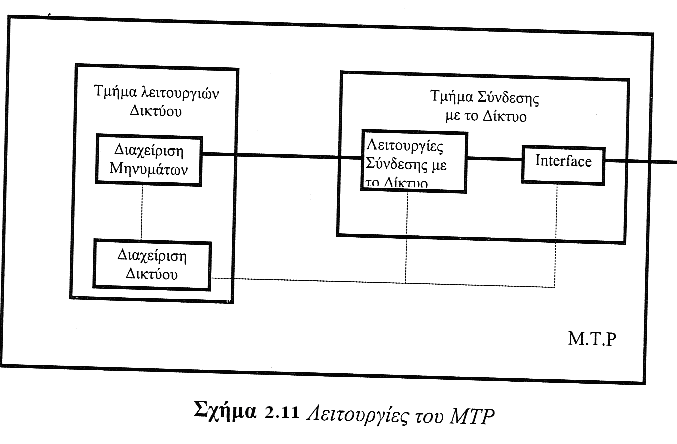 Τμήμα λειτουργιών
Δικτύου
Διαχείριση
Μηνυμάτων
Διαχείριση
Δικτύου
Τμήμα Σύνδεσης
με το Δίκτυο
Λειτουργίες
Σύνδεσης με
το Δίκτυο
Interface
M.T.P
Σχήμα 2.11 Λειτουργίες του MTP